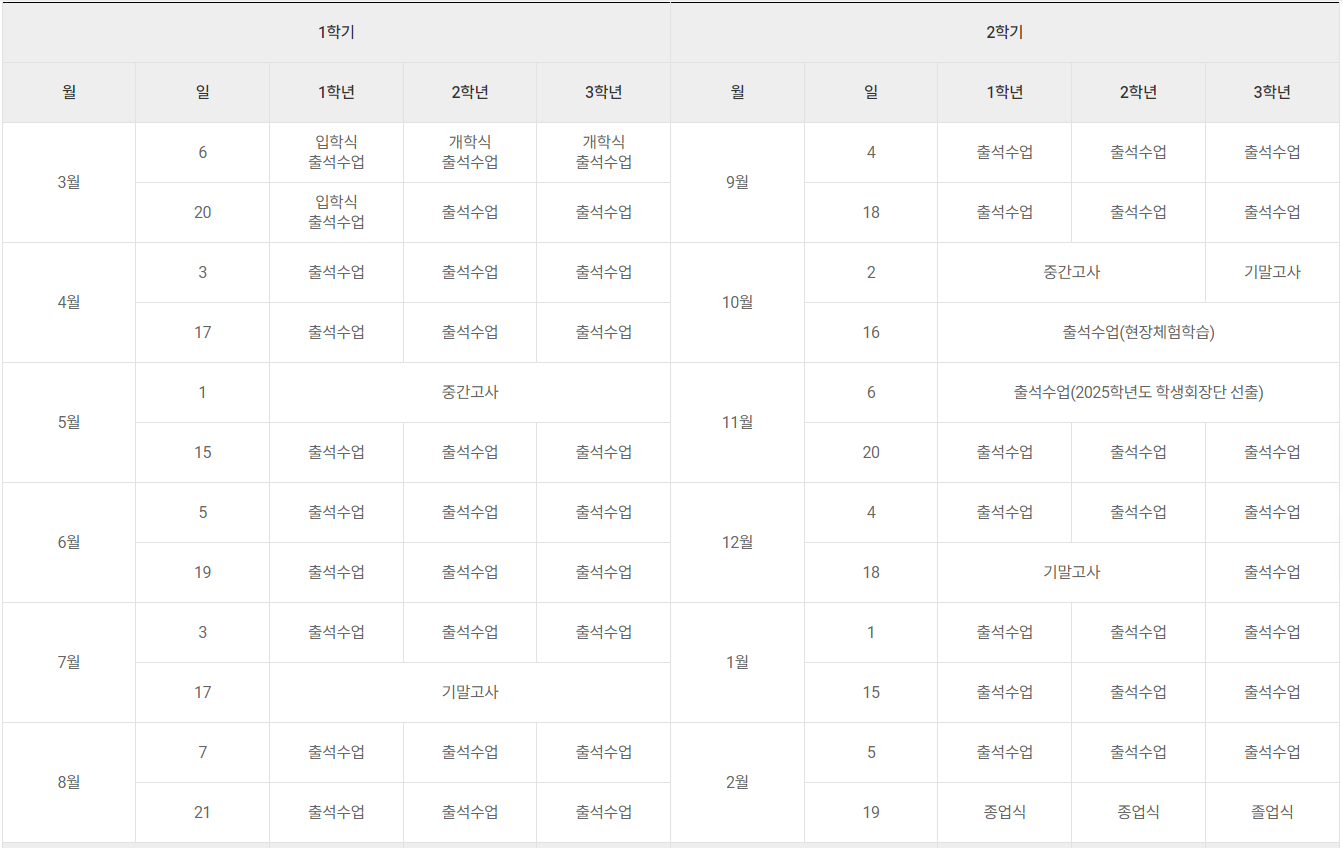 1학기 2학기
월 일 1학년 2학년 3학년 월 일 1학년 2학년 3학년
3월 6 입학식 출석수업 개학식 출석수업 개학식 출석수업 9월 4 출석수업 출석수업 출석수업
20 입학식 출석수업 출석수업 출석수업 18 출석수업 출석수업 출석수업
4월 3 출석수업 출석수업 출석수업 10월 2 중간고사 기말고사
17 출석수업 출석수업 출석수업 16 출석수업(현장체험학습)
5월 1 중간고사 11월 6 출석수업(2025학년도 학생회장단 선출)
15 출석수업 출석수업 출석수업 20 출석수업 출석수업 출석수업
6월 5 출석수업 출석수업 출석수업 12월 4 출석수업 출석수업 출석수업
19 출석수업 출석수업 출석수업 18 기말고사 출석수업
7월 3 출석수업 출석수업 출석수업 1월 1 출석수업 출석수업 출석수업
17 기말고사 15 출석수업 출석수업 출석수업
8월 7 출석수업 출석수업 출석수업 2월 5 출석수업 출석수업 출석수업
21 출석수업 출석수업 출석수업 19 종업식 종업식 졸업식